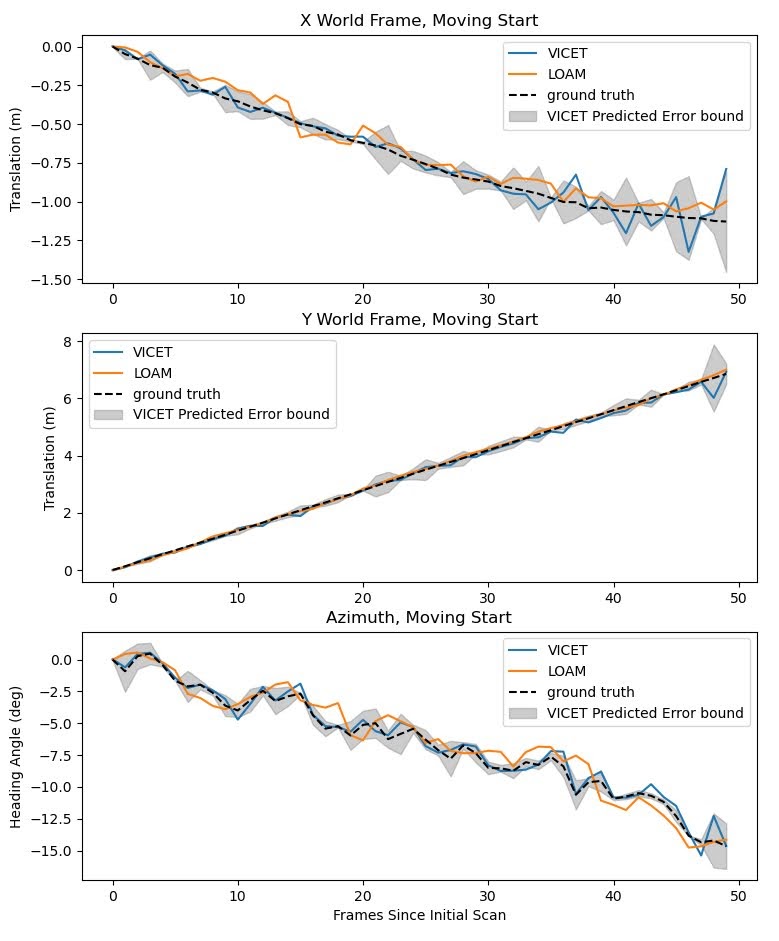 X World Frame, Moving Start
0.00
−0.25
−0.50
−0.75
−1.00
−1.25
−1.50
Translation (m)
VICET
LOAM
ground truth
VICET Predicted Error bound
0 10 20 30 40 50
Y World Frame, Moving Start
8
6
4
2
0
Translation (m)
VICET
LOAM
ground truth
VICET Predicted Error bound
0 10 20 30 40 50
Azimuth, Moving Start
0.0
−2.5
−5.0
−7.5
−10.0
−12.5
−15.0
Heading Angle (deg)
VICET
LOAM
ground truth
VICET Predicted Error bound
0 10 20 30 40 50
Frames Since Initial Scan